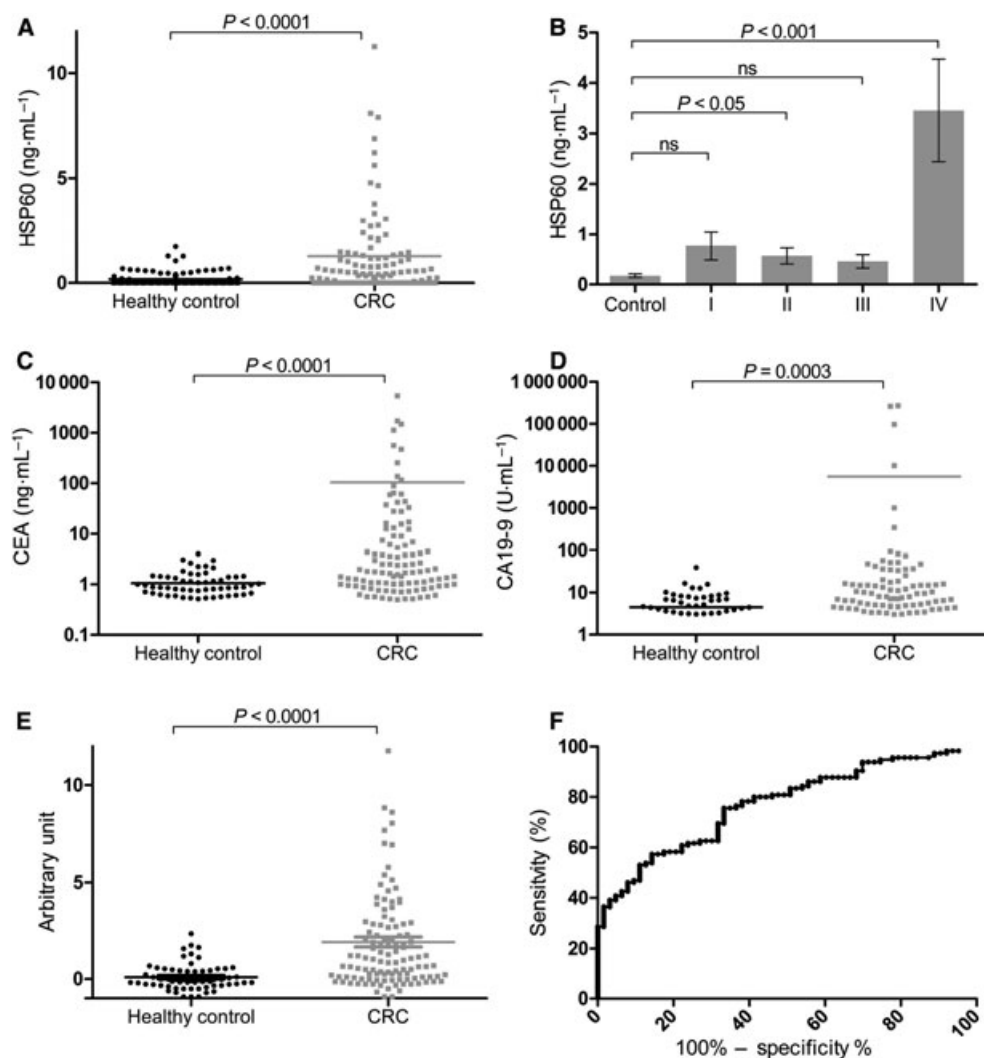 A
P < 0.0001
HSP60 (ng·mL⁻¹)
10
5
0
Healthy control
CRC
B
P < 0.001
ns
P < 0.05
ns
HSP60 (ng·mL⁻¹)
5
4
3
2
1
0
Control
I
II
III
IV
C
P < 0.0001
CEA (ng·mL⁻¹)
10 000
1000
100
10
1
0.1
Healthy control
CRC
D
P = 0.0003
CA19-9 (U·mL⁻¹)
1 000 000
100 000
10 000
1000
100
10
1
Healthy control
CRC
E
P < 0.0001
Arbitrary unit
10
5
0
Healthy control
CRC
F
Sensitvity (%)
100
80
60
40
20
0
0
20
40
60
80
100
100% – specificity %